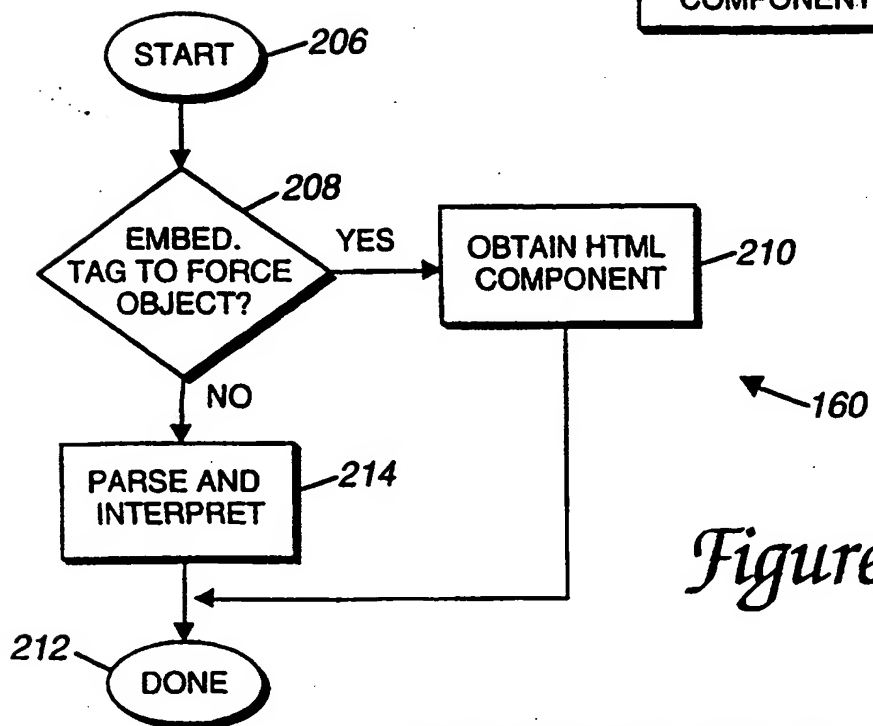 COMPONENT
START
206
208
EMBED.
TAG TO FORCE
OBJECT?
YES
OBTAIN HTML
COMPONENT
210
NO
160
PARSE AND
INTERPRET
214
Figure
212
DONE